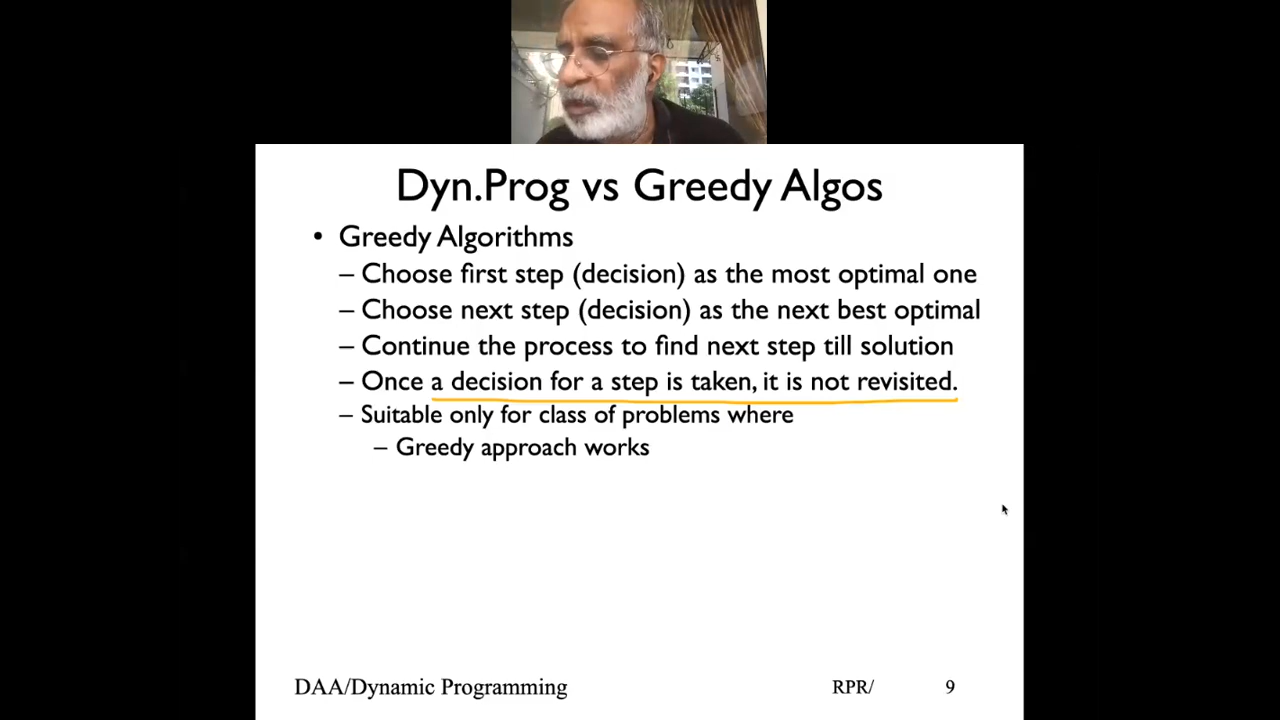 Dyn.Prog vs Greedy Algos
• Greedy Algorithms
– Choose first step (decision) as the most optimal one
– Choose next step (decision) as the next best optimal
– Continue the process to find next step till solution
– Once a decision for a step is taken, it is not revisited.
– Suitable only for class of problems where
– Greedy approach works
DAA/Dynamic Programming RPR/ 9